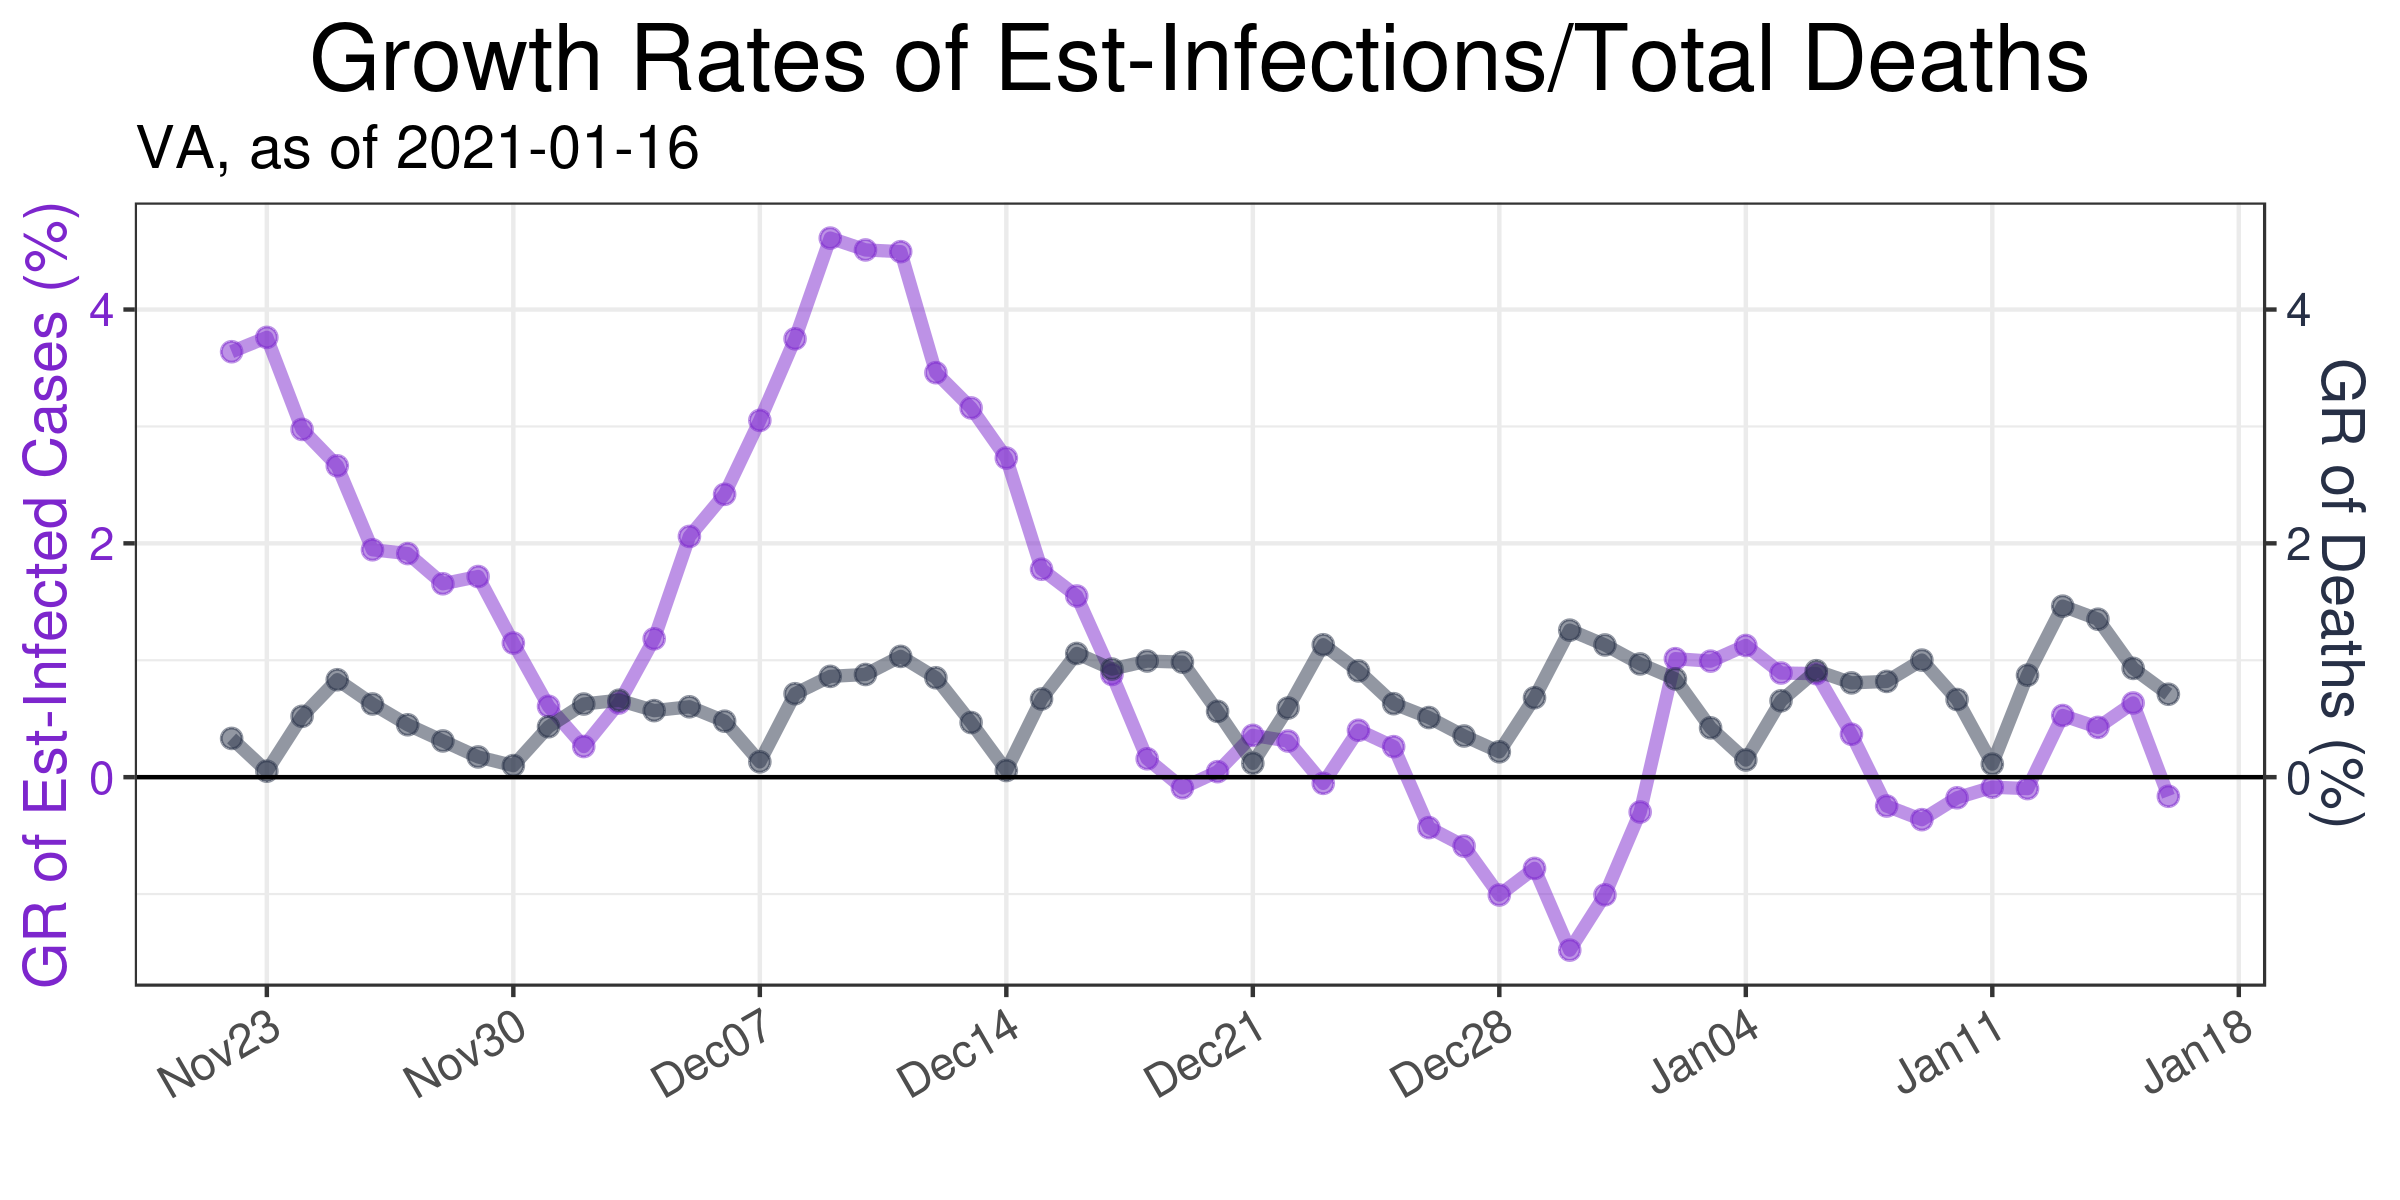 Growth Rates of Est-Infections/Total Deaths
VA, as of 2021-01-16
GR of Est-Infected Cases (%)
4
2
0
4
2
0
GR of Deaths (%)
Nov23
Nov30
Dec07
Dec14
Dec21
Dec28
Jan04
Jan11
Jan18